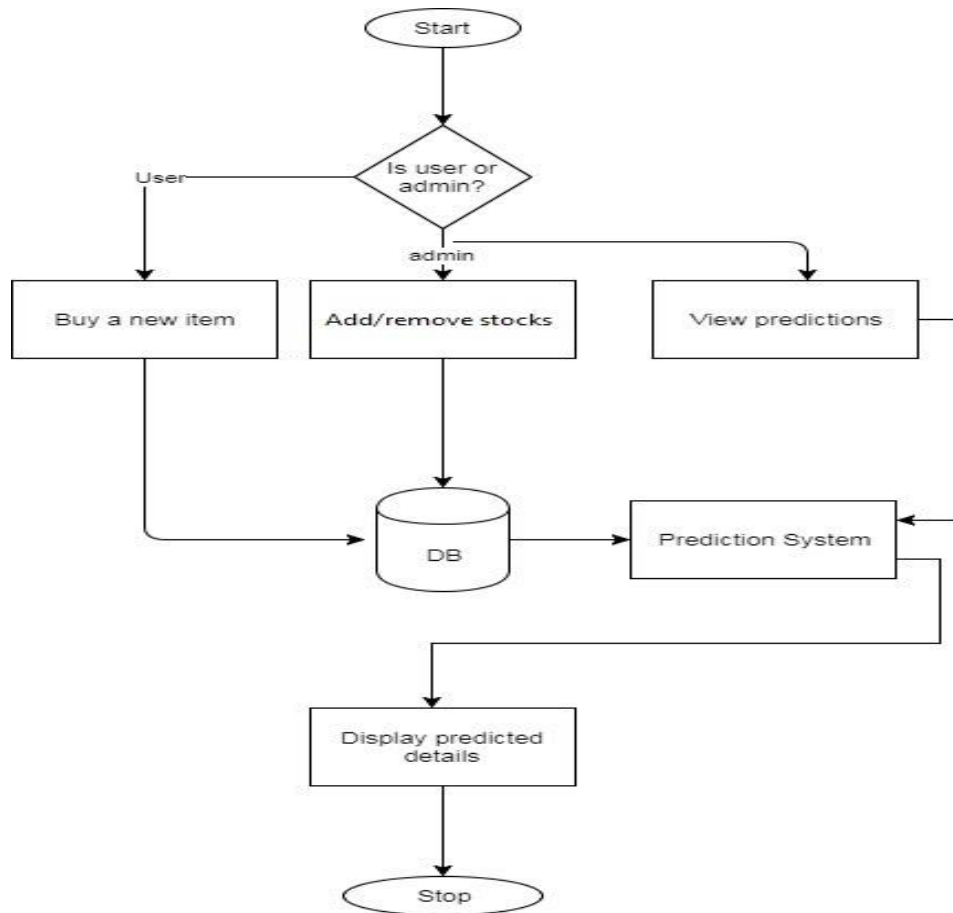 Start
Is user or
admin?
User
admin
Buy a new item
Add/remove stocks
View predictions
DB
Prediction System
Display predicted
details
Stop